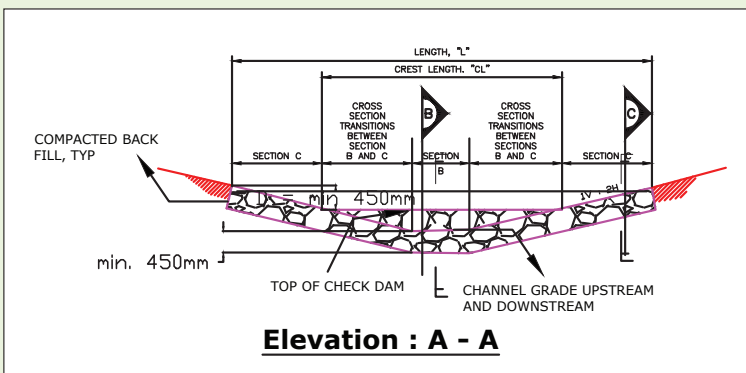 LENGTH, "L"
CREST LENGTH. "CL"
CROSS
SECTION
TRANSITIONS
BETWEEN
SECTION
B AND C
B
CROSS
SECTION
TRANSITIONS
BETWEEN
SECTIONS
B AND C
C
COMPACTED BACK
FILL, TYP
SECTION C
SECTION
B
SECTION C
D = min 450mm
1V : 2H
min. 450mm
TOP OF CHECK DAM
CHANNEL GRADE UPSTREAM
AND DOWNSTREAM
Elevation : A - A